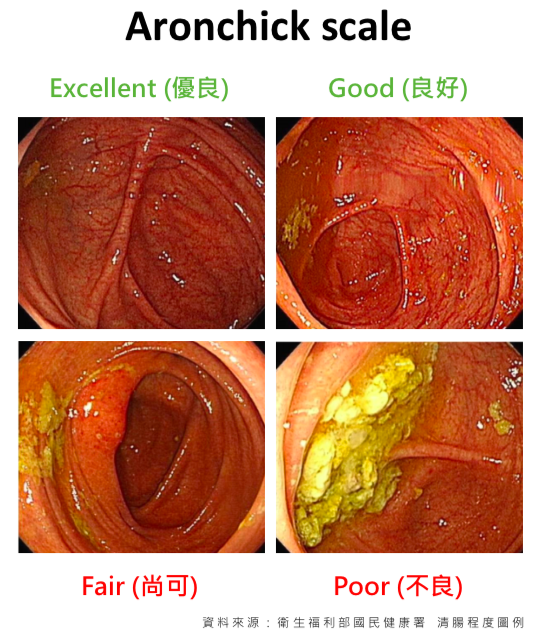 Aronchick scale
Excellent (優良)
Good (良好)
Fair (尚可)
Poor (不良)
資料來源：衛生福利部國民健康署 清腸程度圖例